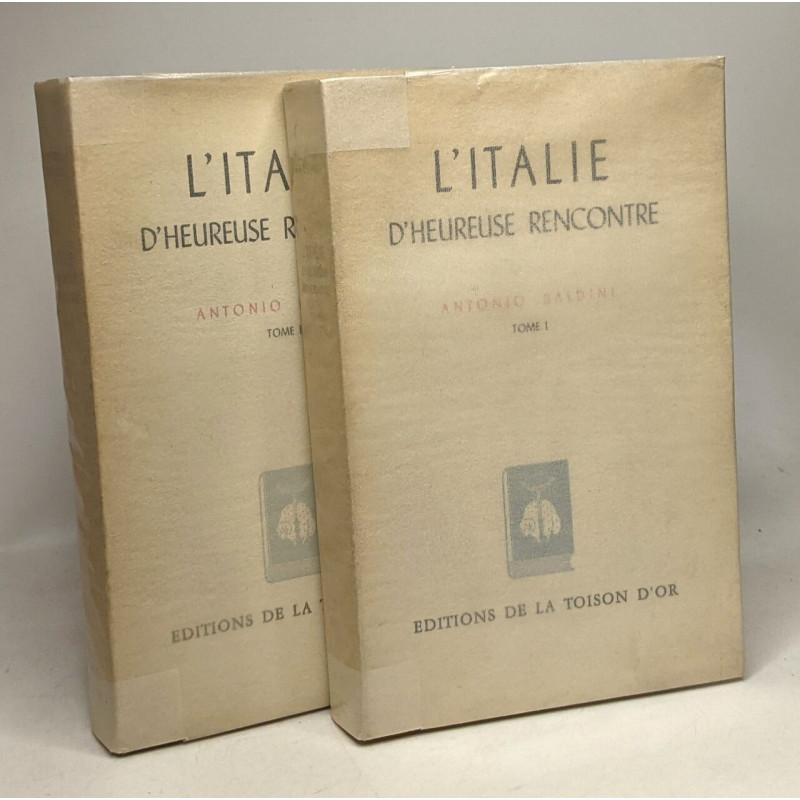 L'ITA
D'HEUREUSE R
ANTONIO
TOME I
EDITIONS DE LA
L'ITALIE
D'HEUREUSE RENCONTRE
ANTONIO BALDINI
TOME I
EDITIONS DE LA TOISON D'OR